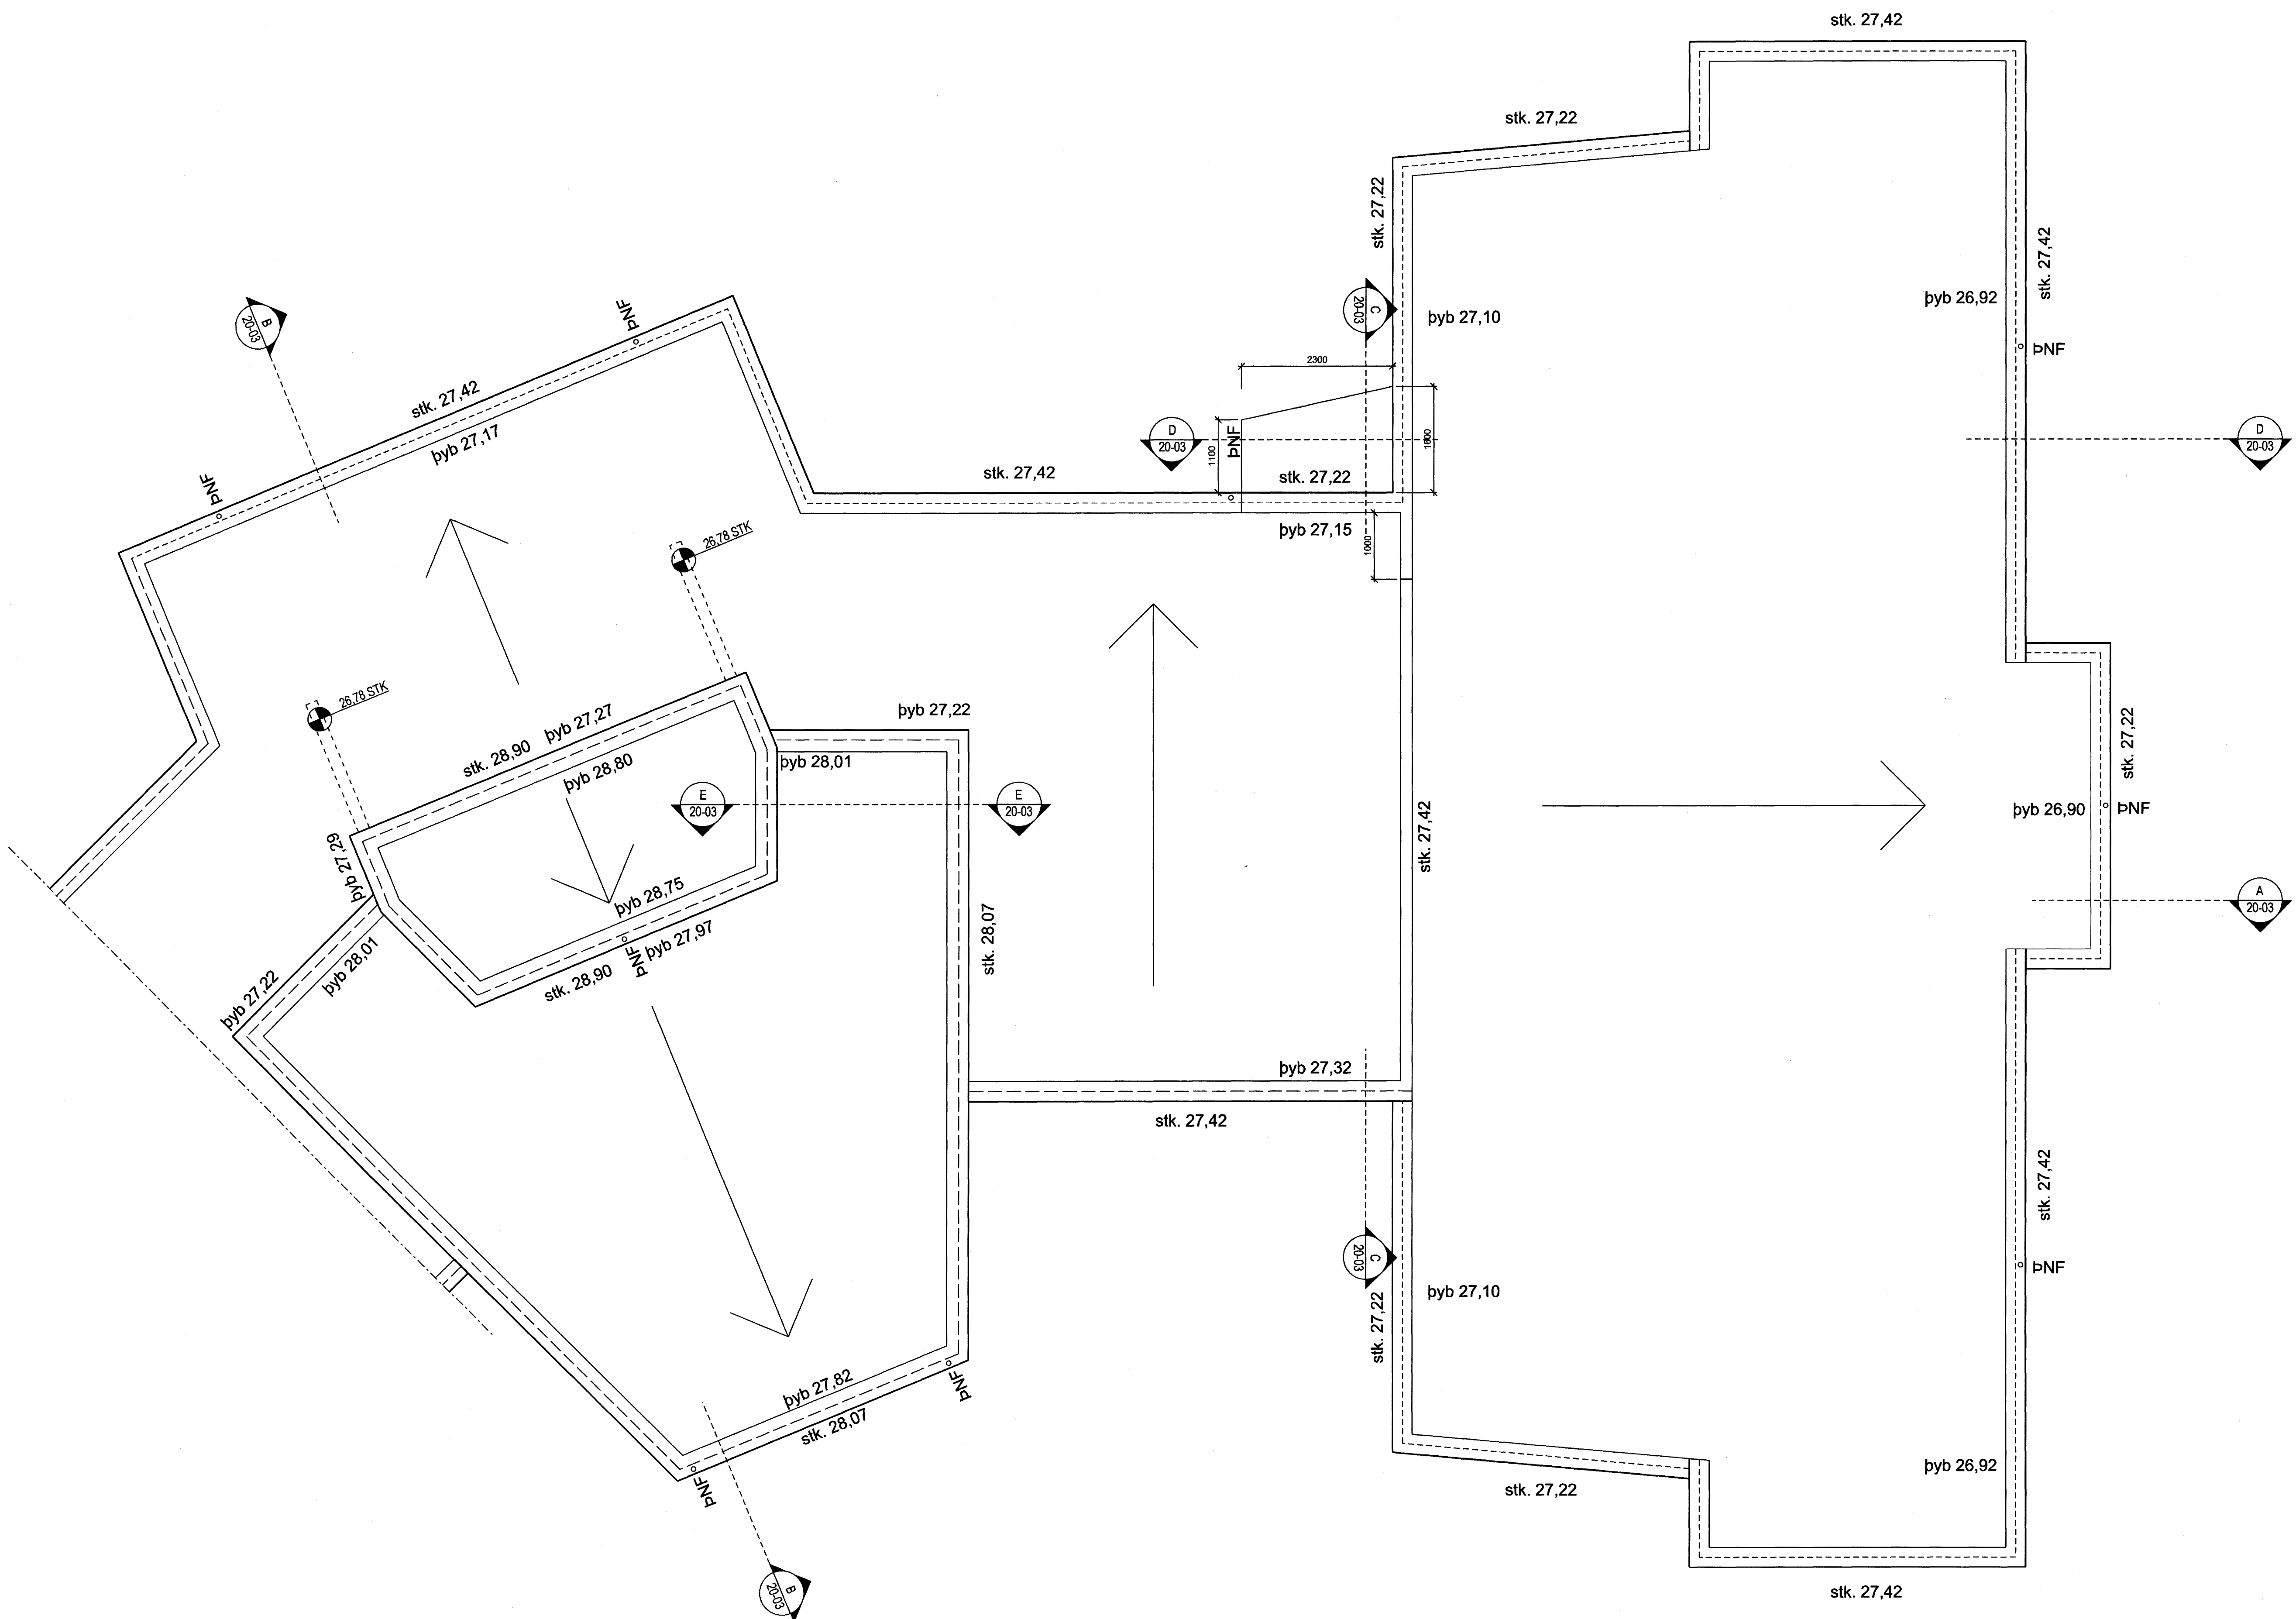 stk. 27,42
stk. 27,22
stk. 27,22
stk. 27,42
þyb 26,92
þyb 27,10
ÞNF
C
20-03
B
20-03
ÞNF
2300
stk. 27,42
þyb 27,17
ÞNF
D
20-03
1100
ÞNF
1600
D
20-03
stk. 27,42
stk. 27,22
þyb 27,15
1000
26,78 STK
26,78 STK
þyb 27,22
þyb 27,27
stk. 28,90
þyb 28,80
þyb 28,01
E
20-03
E
20-03
stk. 27,42
stk. 27,22
þyb 26,90
ÞNF
þyb 27,29
þyb 28,75
þyb 27,97
ÞNF
stk. 28,90
stk. 28,07
A
20-03
þyb 28,01
þyb 27,22
þyb 27,32
stk. 27,42
stk. 27,42
C
20-03
ÞNF
þyb 27,10
stk. 27,22
þyb 27,82
stk. 28,07
ÞNF
ÞNF
þyb 26,92
stk. 27,22
B
20-03
stk. 27,42